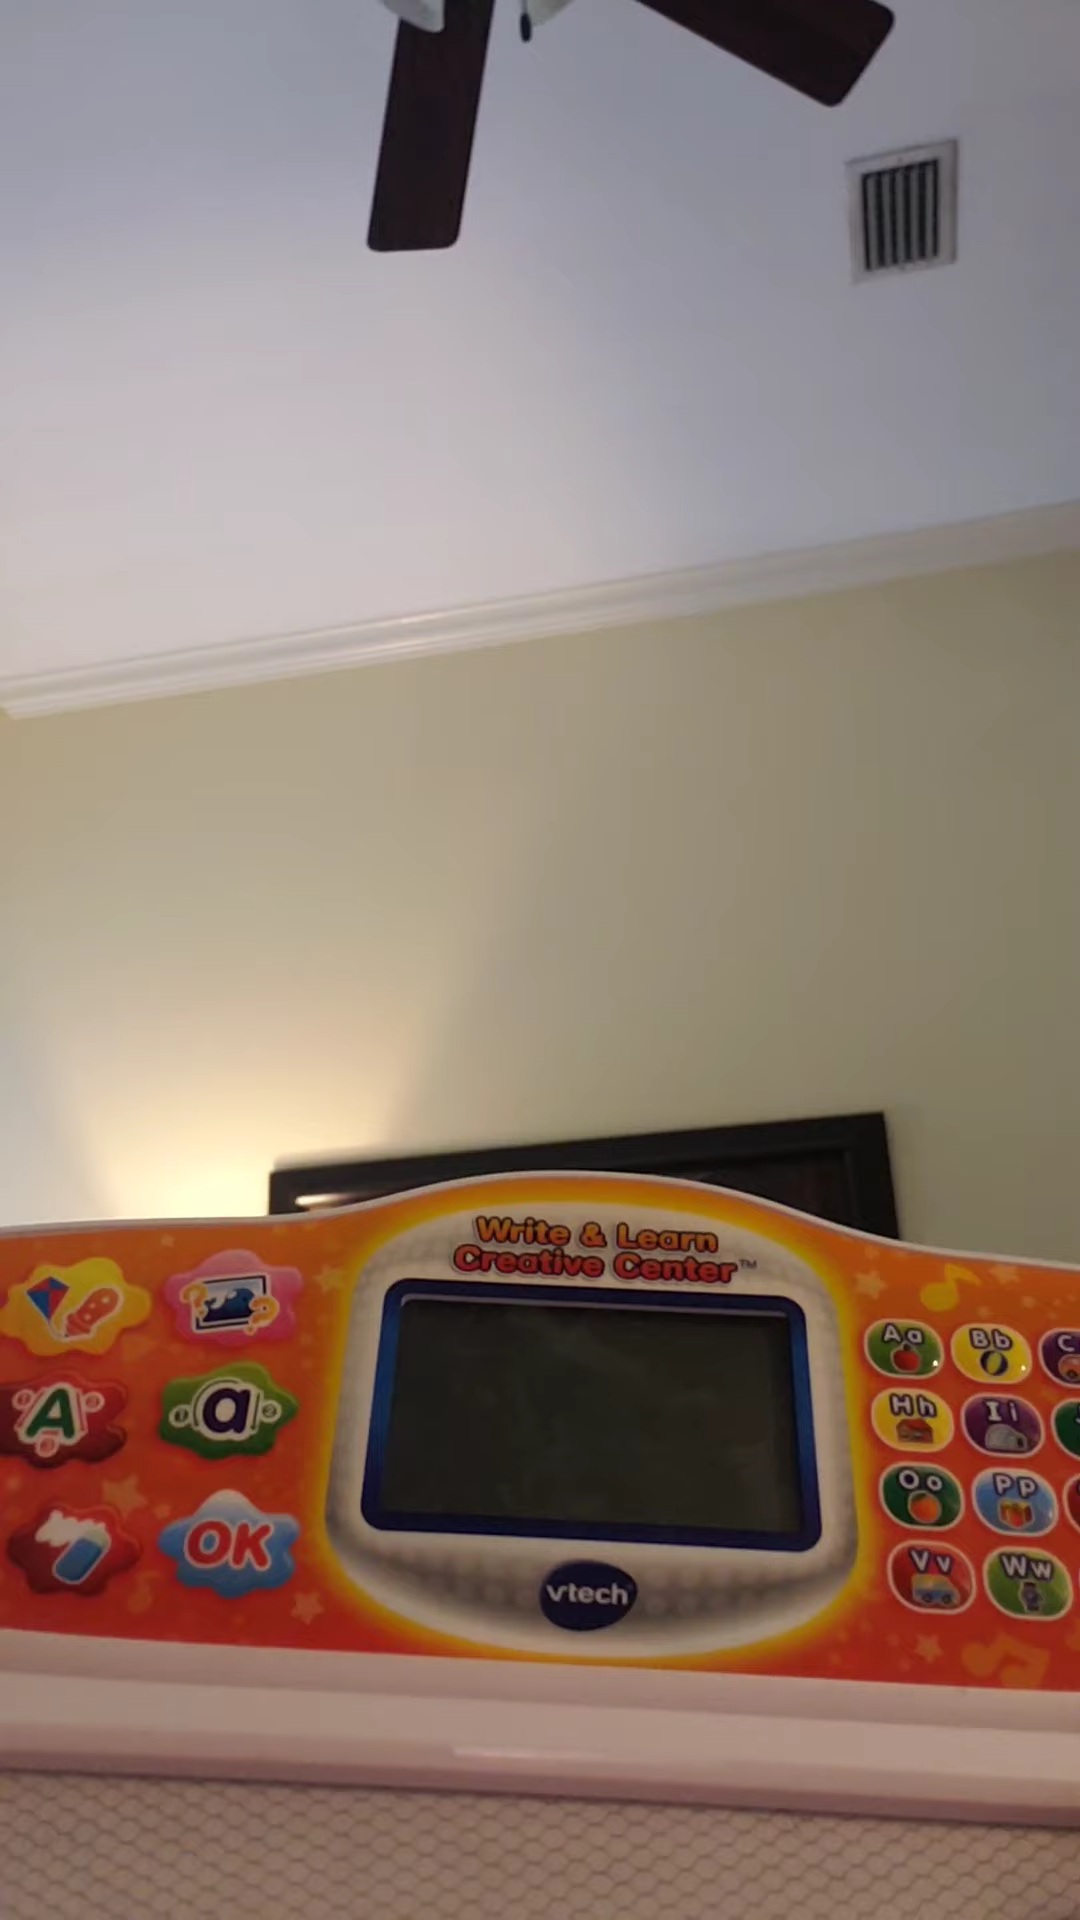 Write & Learn
Creative Center™
A
a
OK
vtech
Aa
Bb
C
Hh
Ii
Oo
Pp
Vv
Ww